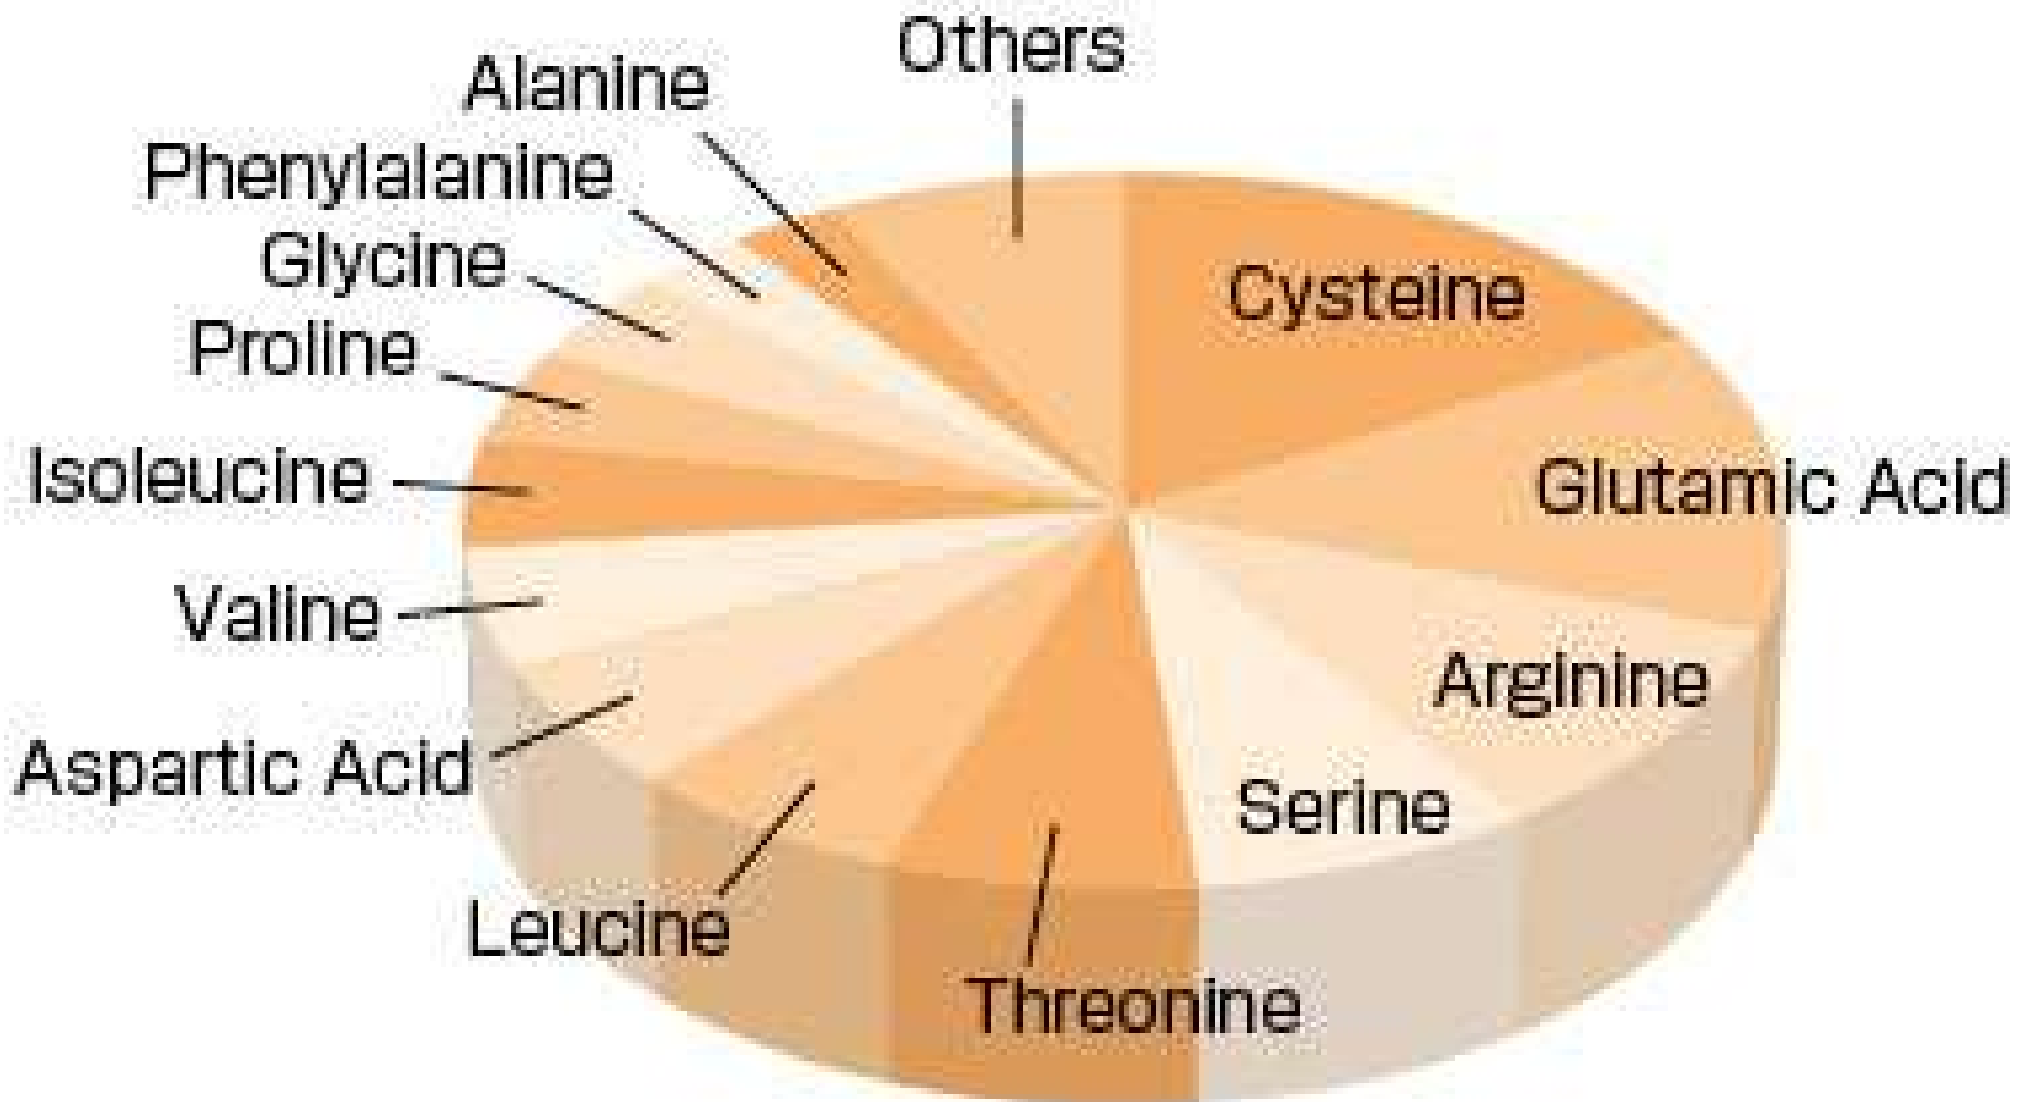 Others
Alanine
Phenylalanine
Glycine
Proline
Isoleucine
Valine
Aspartic Acid
Leucine
Threonine
Serine
Arginine
Glutamic Acid
Cysteine